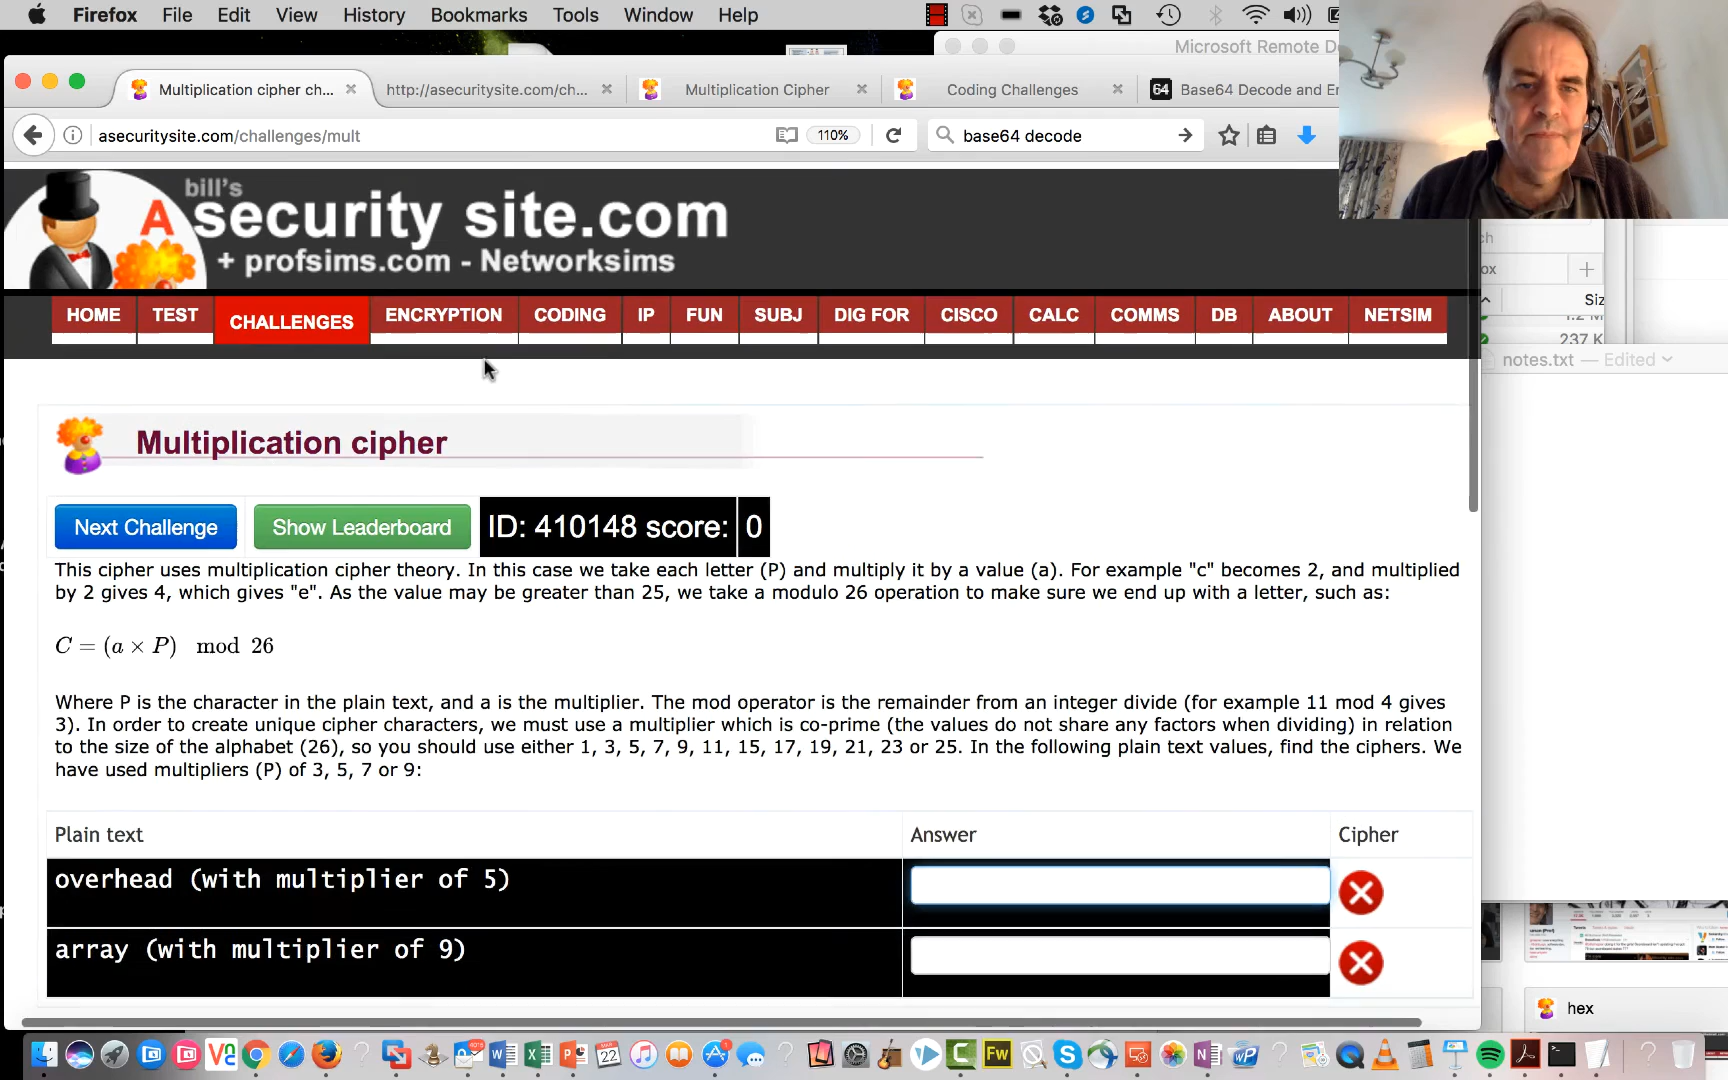 Firefox File Edit View History Bookmarks Tools Window Help
Microsoft Remote D
Multiplication cipher ch...
http://asecuritysite.com/ch...
Multiplication Cipher
Coding Challenges
64 Base64 Decode and E
asecuritysite.com/challenges/mult
110%
base64 decode
bill's
A security site.com
+ profsims.com - Networksims
HOME TEST CHALLENGES ENCRYPTION CODING IP FUN SUBJ DIG FOR CISCO CALC COMMS DB ABOUT NETSIM
ch
ox
Siz
237 K
notes.txt — Edited
Multiplication cipher
Next Challenge Show Leaderboard ID: 410148 score: 0
This cipher uses multiplication cipher theory. In this case we take each letter (P) and multiply it by a value (a). For example "c" becomes 2, and multiplied
by 2 gives 4, which gives "e". As the value may be greater than 25, we take a modulo 26 operation to make sure we end up with a letter, such as:
C = (a × P) mod 26
Where P is the character in the plain text, and a is the multiplier. The mod operator is the remainder from an integer divide (for example 11 mod 4 gives
3). In order to create unique cipher characters, we must use a multiplier which is co-prime (the values do not share any factors when dividing) in relation
to the size of the alphabet (26), so you should use either 1, 3, 5, 7, 9, 11, 15, 17, 19, 21, 23 or 25. In the following plain text values, find the ciphers. We
have used multipliers (P) of 3, 5, 7 or 9:
Plain text Answer Cipher
overhead (with multiplier of 5)
array (with multiplier of 9)
hex
22
Fw